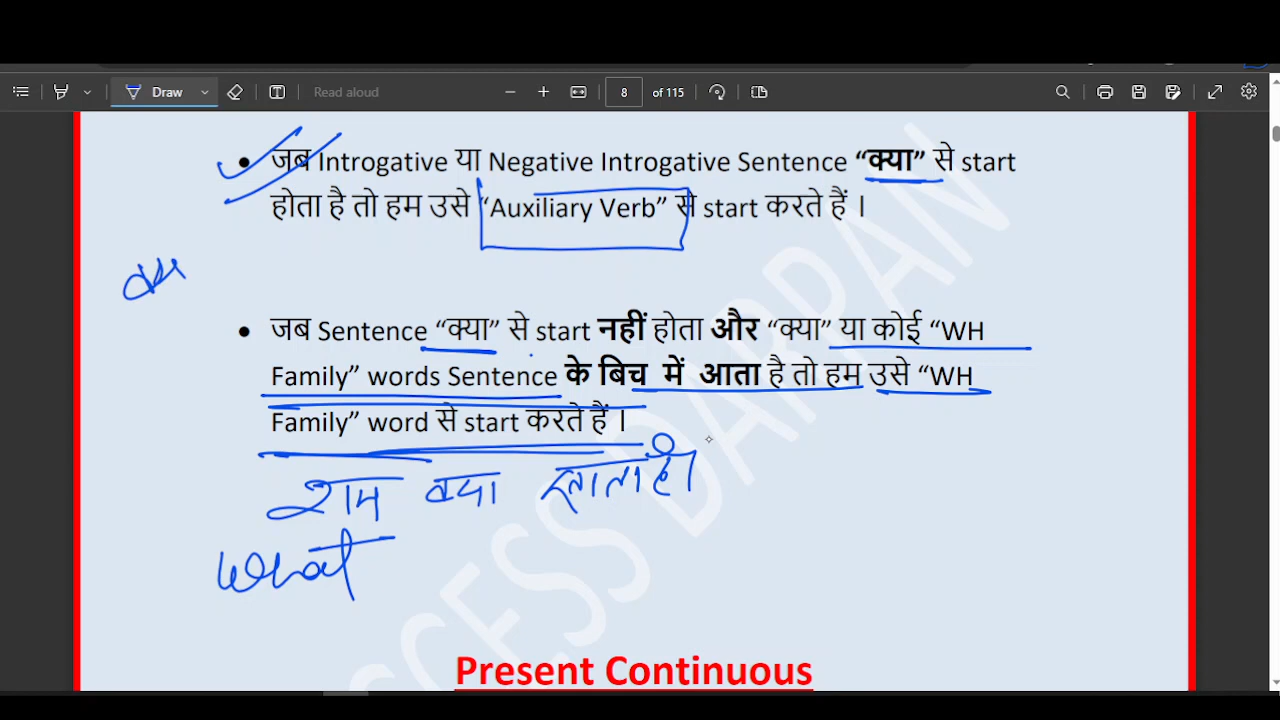 Draw
Read aloud
8
of 115
• जब Introgative या Negative Introgative Sentence “क्या” से start
होता है तो हम उसे “Auxiliary Verb” से start करते हैं ।
• जब Sentence “क्या” से start नहीं होता और “क्या” या कोई “WH
Family” words Sentence के बिच में आता है तो हम उसे “WH
Family” word से start करते हैं ।
राम क्या खाता है।
What
Present Continuous